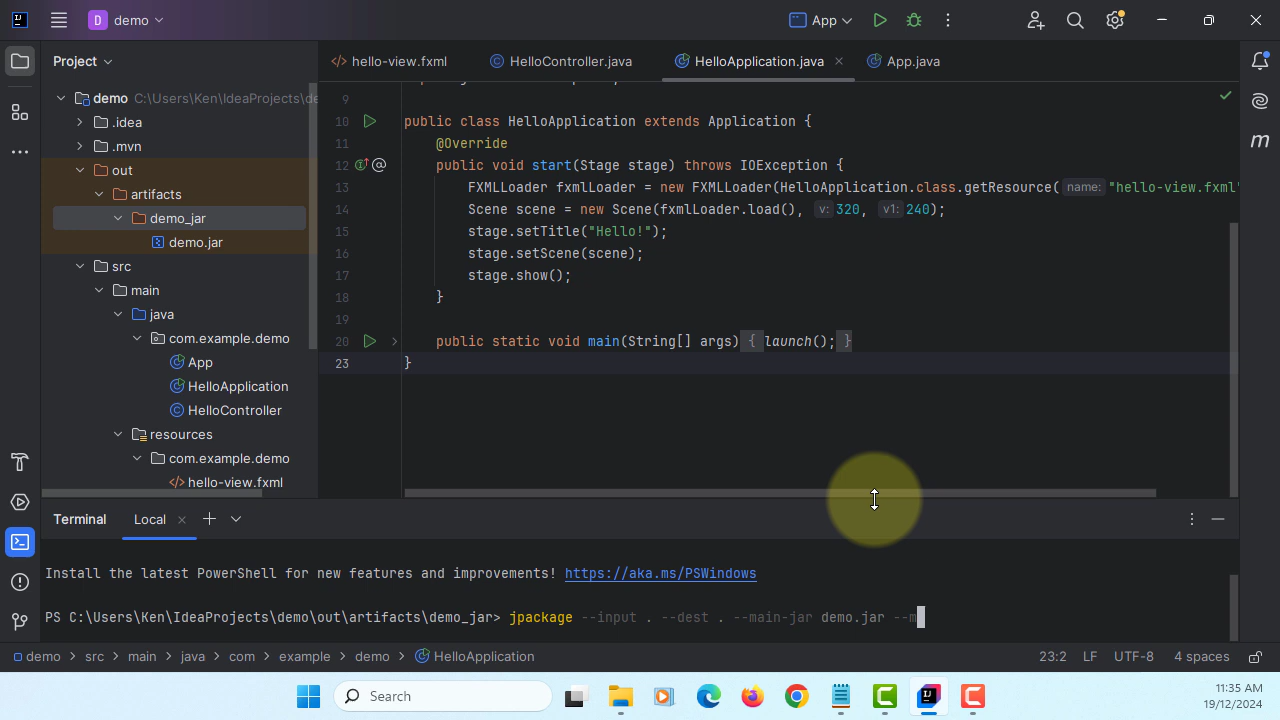 D demo
App
Project
hello-view.fxml
HelloController.java
HelloApplication.java
App.java
demo C:\Users\Ken\IdeaProjects\de
.idea
.mvn
out
artifacts
demo_jar
demo.jar
src
main
java
com.example.demo
App
HelloApplication
HelloController
resources
com.example.demo
hello-view.fxml
9
10 public class HelloApplication extends Application {
11 @Override
12 public void start(Stage stage) throws IOException {
13 FXMLLoader fxmlLoader = new FXMLLoader(HelloApplication.class.getResource( name: "hello-view.fxml"
14 Scene scene = new Scene(fxmlLoader.load(), v: 320, v1: 240);
15 stage.setTitle("Hello!");
16 stage.setScene(scene);
17 stage.show();
18 }
19
20 public static void main(String[] args) { launch(); }
23 }
Terminal Local
Install the latest PowerShell for new features and improvements! https://aka.ms/PSWindows
PS C:\Users\Ken\IdeaProjects\demo\out\artifacts\demo_jar> jpackage --input . --dest . --main-jar demo.jar --m
demo > src > main > java > com > example > demo > HelloApplication
23:2 LF UTF-8 4 spaces
Search
11:35 AM
19/12/2024